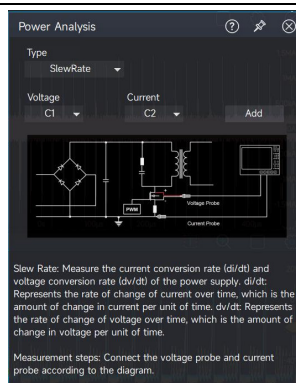 Power Analysis
Type
SlewRate
Voltage
Current
C1
C2
Add
PWM
Voltage Probe
Current Probe
Slew Rate: Measure the current conversion rate (di/dt) and
voltage conversion rate (dv/dt) of the power supply. di/dt:
Represents the rate of change of current over time, which is the
amount of change in current per unit of time. dv/dt: Represents
the rate of change of voltage over time, which is the amount of
change in voltage per unit of time.
Measurement steps: Connect the voltage probe and current
probe according to the diagram.